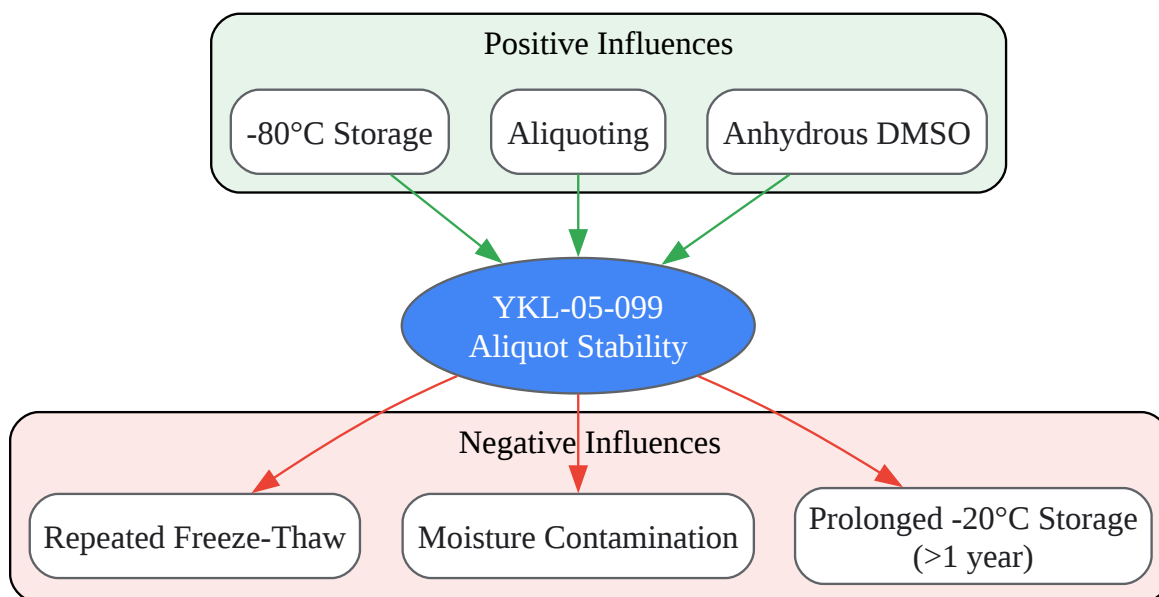 Positive Influences
-80°C Storage
Aliquoting
Anhydrous DMSO
YKL-05-099
Aliquot Stability
Negative Influences
Repeated Freeze-Thaw
Moisture Contamination
Prolonged -20°C Storage
(>1 year)